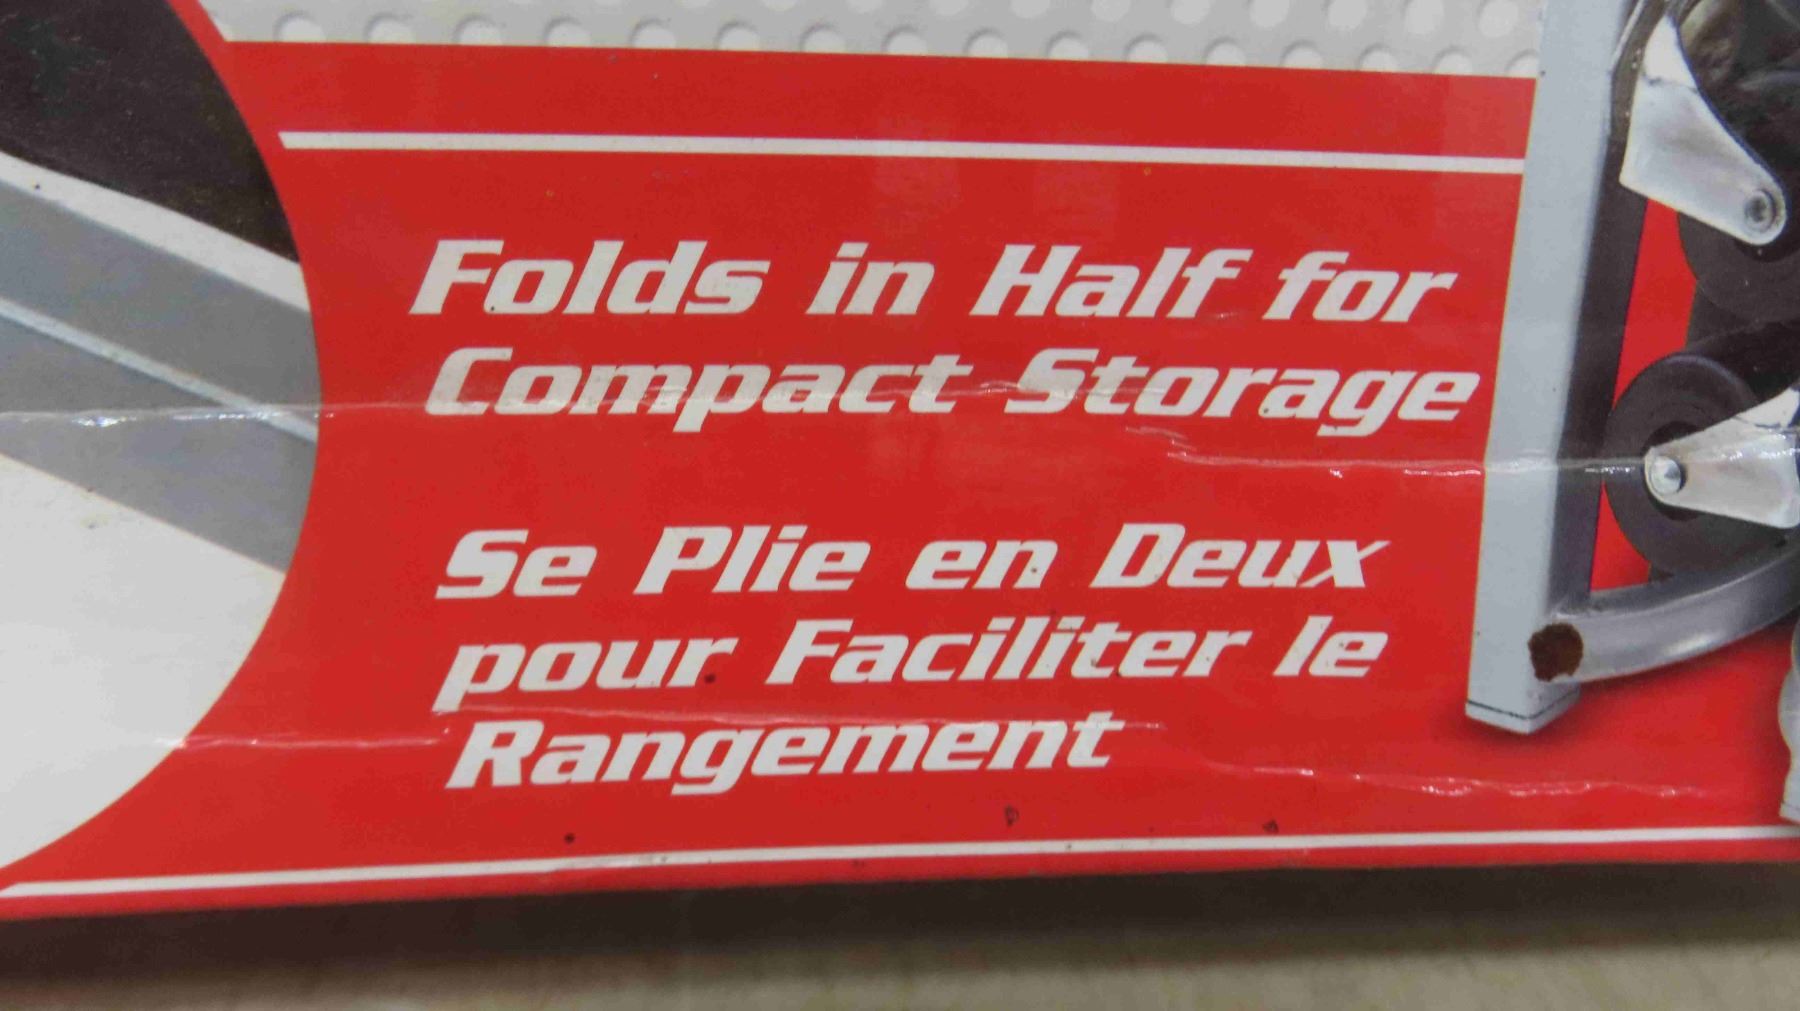 Folds in Half for
Compact Storage
Se Plie en Deux
pour Faciliter le
Rangement